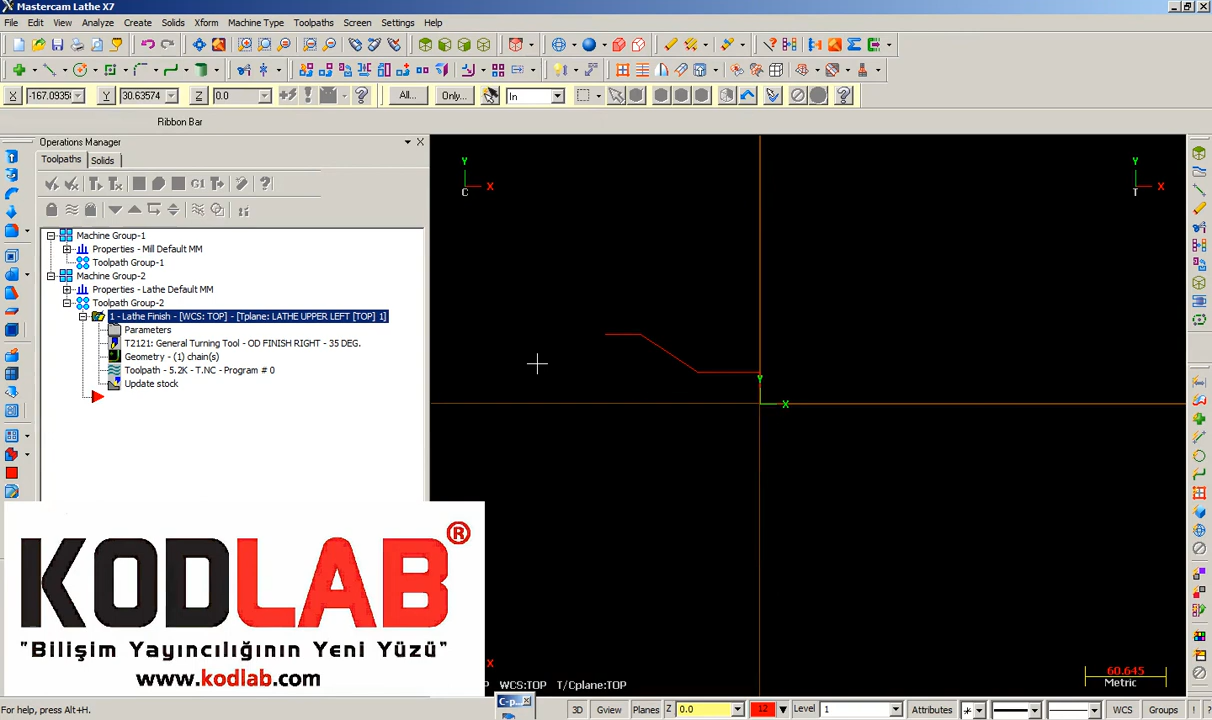 Mastercam Lathe X7
File Edit View Analyze Create Solids Xform Machine Type Toolpaths Screen Settings Help
X -167.0935 Y 30.63574 Z 0.0 All... Only... In
Ribbon Bar
Operations Manager
Toolpaths Solids
G1
Machine Group-1
Properties - Mill Default MM
Toolpath Group-1
Machine Group-2
Properties - Lathe Default MM
Toolpath Group-2
1 - Lathe Finish - [WCS: TOP] - [Tplane: LATHE UPPER LEFT [TOP] 1]
Parameters
T2121: General Turning Tool - OD FINISH RIGHT - 35 DEG.
Geometry - (1) chain(s)
Toolpath - 5.2K - T.NC - Program # 0
Update stock
Y
C X
Y
T X
Y
X
KODLAB®
"Bilişim Yayıncılığının Yeni Yüzü"
www.kodlab.com
X
WCS:TOP T/Cplane:TOP
60.645
Metric
For help, press Alt+H.
C-p...
3D Gview Planes Z 0.0 12 Level 1 Attributes * WCS Groups ! ?